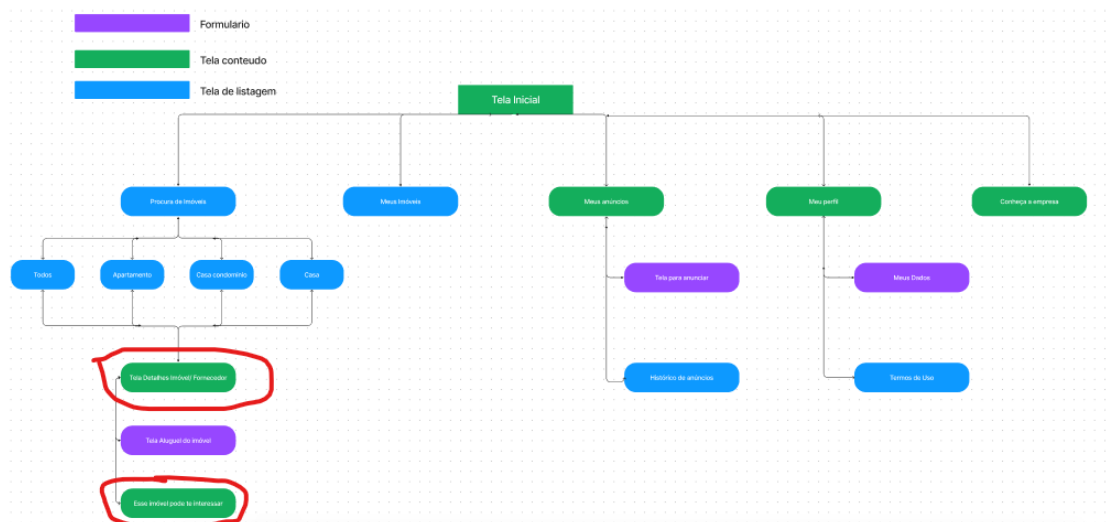 Formulario
Tela conteudo
Tela de listagem
Tela Inicial
Procura de Imóveis
Meus Imóveis
Meus anúncios
Meu perfil
Conheça a empresa
Todos
Apartamento
Casa condomínio
Casa
Tela para anunciar
Meus Dados
Tela Detalhes Imóvel/ Fornecedor
Histórico de anúncios
Termos de Uso
Tela Aluguel do imóvel
Esse imóvel pode te Interessar